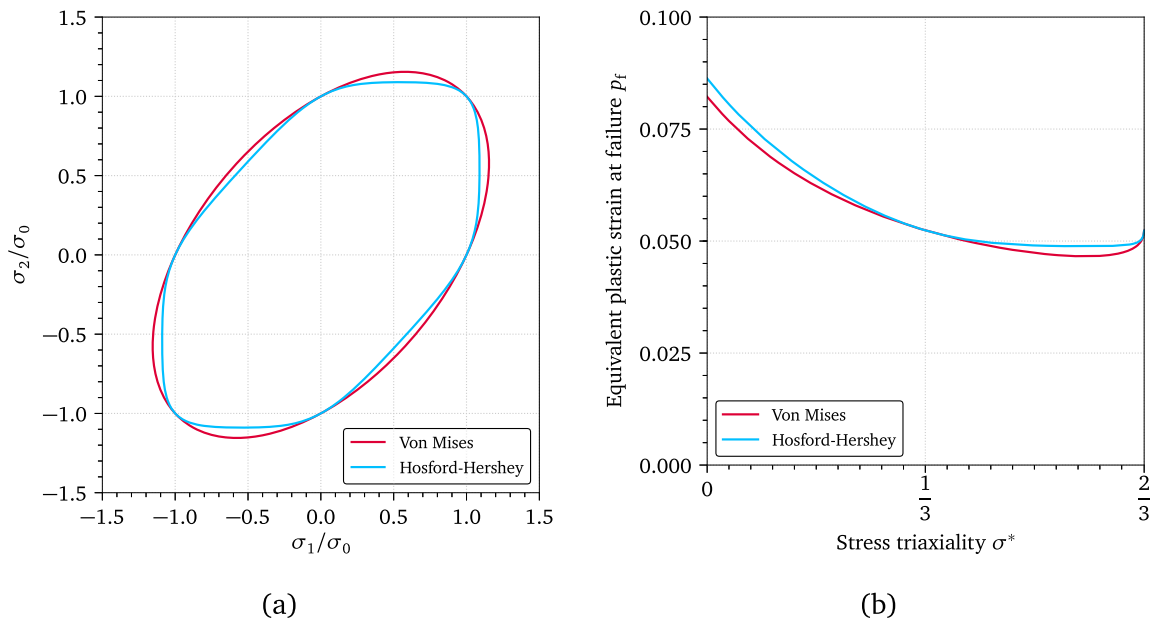 1.5
1.0
0.5
0.0
−0.5
−1.0
−1.5
σ₂/σ₀
−1.5 −1.0 −0.5 0.0 0.5 1.0 1.5
σ₁/σ₀
Von Mises
Hosford-Hershey
(a)
0.100
0.075
0.050
0.025
0.000
Equivalent plastic strain at failure p_f
0 1/3 2/3
Stress triaxiality σ*
Von Mises
Hosford-Hershey
(b)